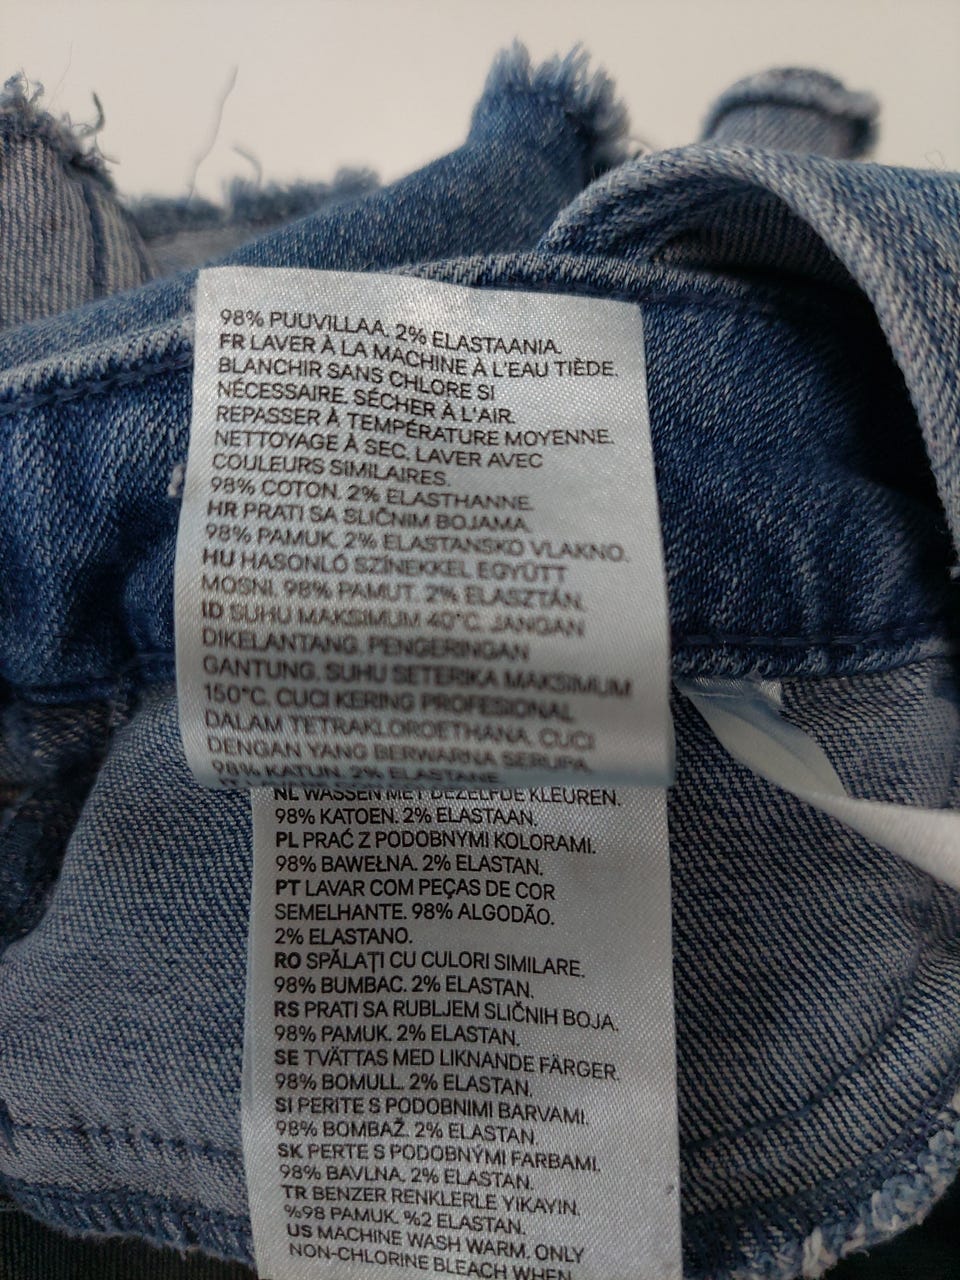 98% PUUVILLAA. 2% ELASTAANIA.
FR LAVER À LA MACHINE À L'EAU TIÈDE.
BLANCHIR SANS CHLORE SI
NÉCESSAIRE. SÉCHER À L'AIR.
REPASSER À TEMPÉRATURE MOYENNE.
NETTOYAGE À SEC. LAVER AVEC
COULEURS SIMILAIRES.
98% COTON. 2% ELASTHANNE.
HR PRATI SA SLIČNIM BOJAMA.
98% PAMUK. 2% ELASTANSKO VLAKNO.
HU HASONLÓ SZÍNEKKEL EGYÜTT
MOSNI. 98% PAMUT. 2% ELASZTÁN.
ID SUHU MAKSIMUM 40°C. JANGAN
DIKELANTANG. PENGERINGAN
GANTUNG. SUHU SETERIKA MAKSIMUM
150°C. CUCI KERING PROFESIONAL
DALAM TETRAKLOROETHANA. CUCI
DENGAN YANG BERWARNA SERUPA.
98% KATUN. 2% ELASTANE
NL WASSEN MET DEZELFDE KLEUREN.
98% KATOEN. 2% ELASTAAN.
PL PRAĆ Z PODOBNYMI KOLORAMI.
98% BAWEŁNA. 2% ELASTAN.
PT LAVAR COM PEÇAS DE COR
SEMELHANTE. 98% ALGODÃO.
2% ELASTANO.
RO SPĂLAȚI CU CULORI SIMILARE.
98% BUMBAC. 2% ELASTAN.
RS PRATI SA RUBLJEM SLIČNIH BOJA.
98% PAMUK. 2% ELASTAN.
SE TVÄTTAS MED LIKNANDE FÄRGER.
98% BOMULL. 2% ELASTAN.
SI PERITE S PODOBNIMI BARVAMI.
98% BOMBAŽ. 2% ELASTAN.
SK PERTE S PODOBNÝMI FARBAMI.
98% BAVLNA. 2% ELASTAN.
TR BENZER RENKLERLE YIKAYIN.
%98 PAMUK. %2 ELASTAN.
US MACHINE WASH WARM. ONLY
NON-CHLORINE BLEACH WHEN